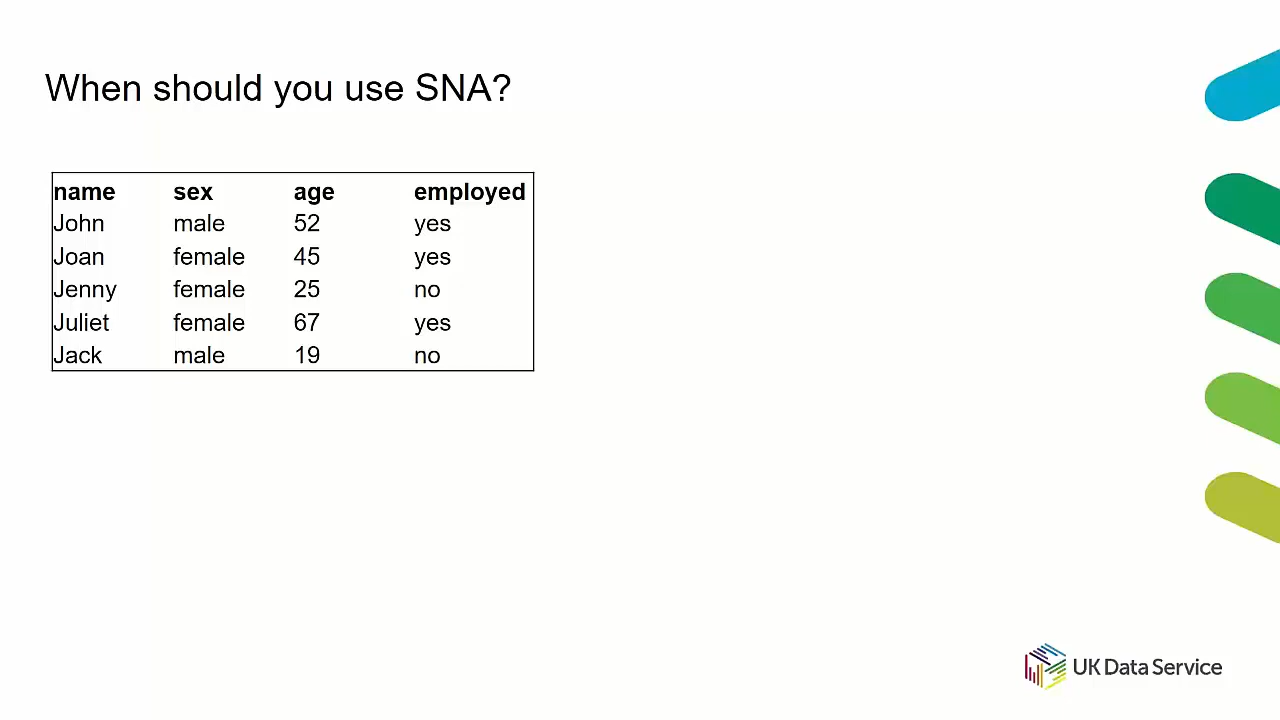 When should you use SNA?
name sex age employed
John male 52 yes
Joan female 45 yes
Jenny female 25 no
Juliet female 67 yes
Jack male 19 no
UK Data Service